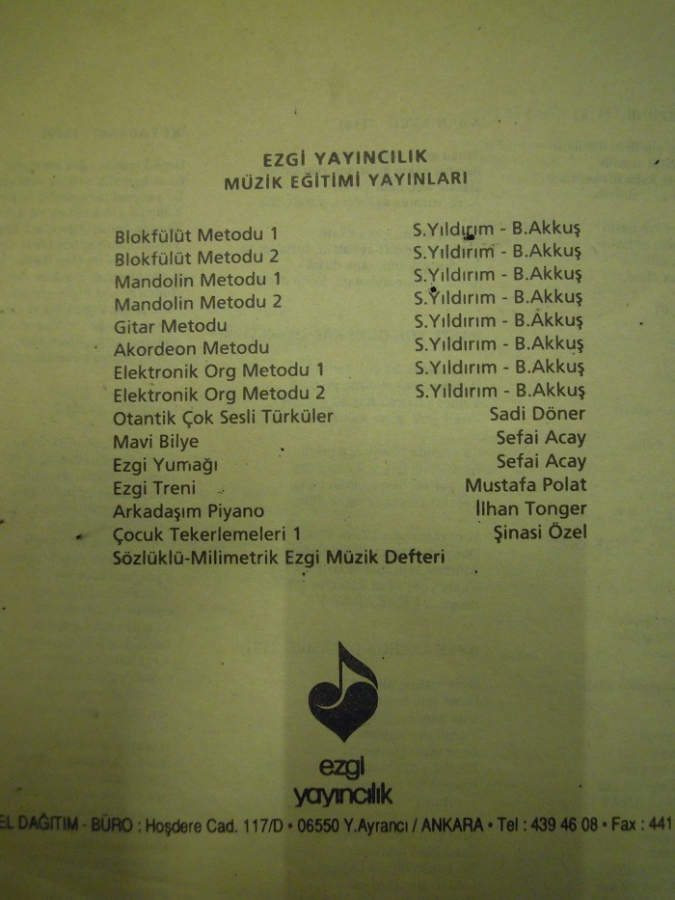 EZGİ YAYINCILIK
MÜZİK EĞİTİMİ YAYINLARI
Blokfülüt Metodu 1 S.Yıldırım - B.Akkuş
Blokfülüt Metodu 2 S.Yıldırım - B.Akkuş
Mandolin Metodu 1 S.Yıldırım - B.Akkuş
Mandolin Metodu 2 S.Yıldırım - B.Akkuş
Gitar Metodu S.Yıldırım - B.Akkuş
Akordeon Metodu S.Yıldırım - B.Akkuş
Elektronik Org Metodu 1 S.Yıldırım - B.Akkuş
Elektronik Org Metodu 2 S.Yıldırım - B.Akkuş
Otantik Çok Sesli Türküler Sadi Döner
Mavi Bilye Sefai Acay
Ezgi Yumağı Sefai Acay
Ezgi Treni Mustafa Polat
Arkadaşım Piyano İlhan Tonger
Çocuk Tekerlemeleri 1 Şinasi Özel
Sözlüklü-Milimetrik Ezgi Müzik Defteri
ezgi
yayıncılık
EL DAĞITIM - BÜRO : Hoşdere Cad. 117/D • 06550 Y.Ayrancı / ANKARA • Tel : 439 46 08 • Fax : 441